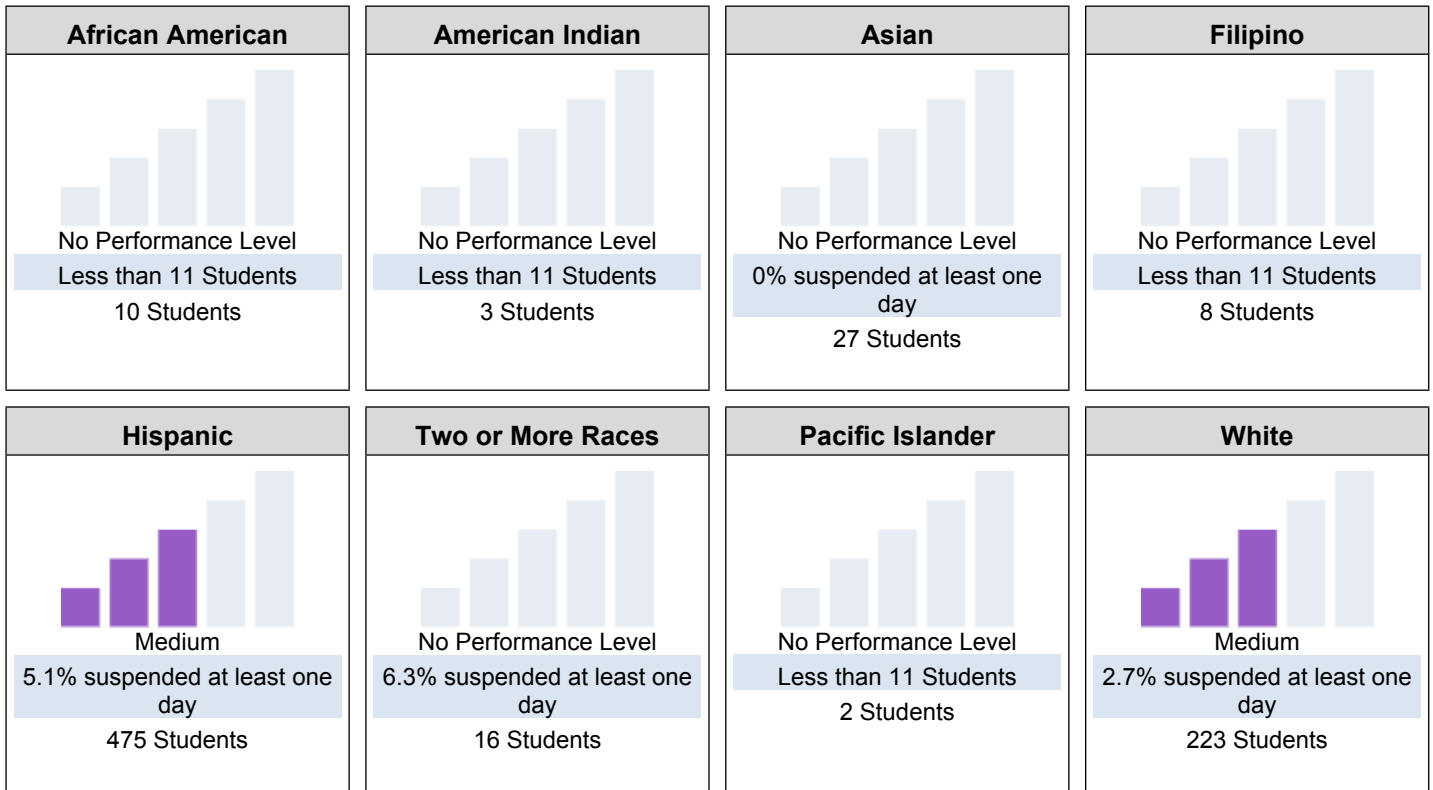 African American
No Performance Level
Less than 11 Students
10 Students
American Indian
No Performance Level
Less than 11 Students
3 Students
Asian
No Performance Level
0% suspended at least one
day
27 Students
Filipino
No Performance Level
Less than 11 Students
8 Students
Hispanic
Medium
5.1% suspended at least one
day
475 Students
Two or More Races
No Performance Level
6.3% suspended at least one
day
16 Students
Pacific Islander
No Performance Level
Less than 11 Students
2 Students
White
Medium
2.7% suspended at least one
day
223 Students